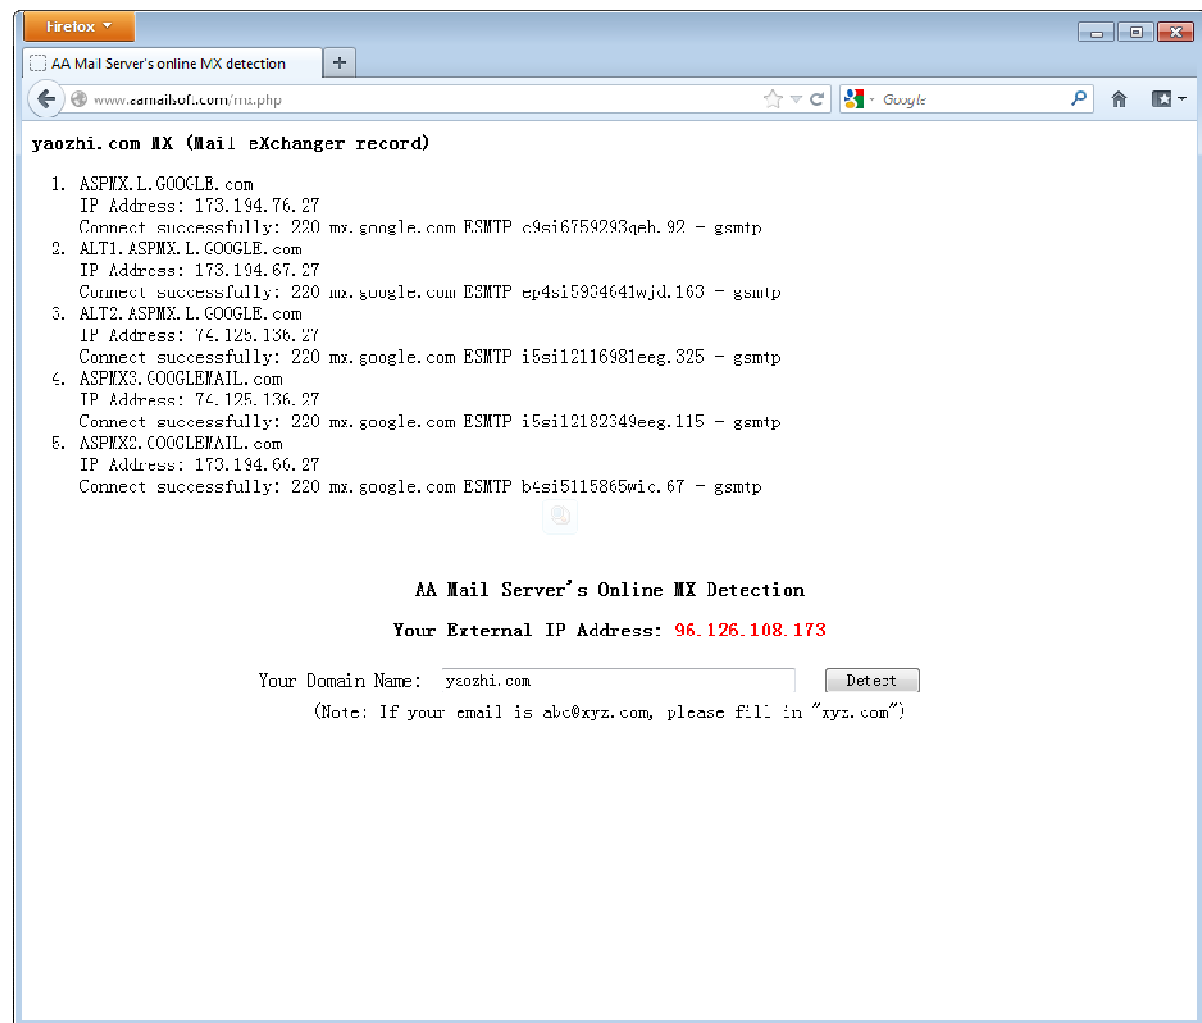 Firefox
AA Mail Server's online MX detection
www.aamailsoft.com/mx.php
Google
yaozhi.com MX (Mail eXchanger record)
1. ASPMX.L.GOOGLE.com
IP Address: 173.194.76.27
Connect successfully: 220 mx.google.com ESMTP c9si6759293qeh.92 - gsmtp
2. ALT1.ASPMX.L.GOOGLE.com
IP Address: 173.194.67.27
Connect successfully: 220 mx.google.com ESMTP ep4si5934641wjd.163 - gsmtp
3. ALT2.ASPMX.L.GOOGLE.com
IP Address: 74.125.136.27
Connect successfully: 220 mx.google.com ESMTP i5si12116981eeg.325 - gsmtp
4. ASPMX3.GOOGLEMAIL.com
IP Address: 74.125.136.27
Connect successfully: 220 mx.google.com ESMTP i5si12182349eeg.115 - gsmtp
5. ASPMX2.GOOGLEMAIL.com
IP Address: 173.194.66.27
Connect successfully: 220 mx.google.com ESMTP b4si5115865wic.67 - gsmtp
AA Mail Server's Online MX Detection
Your External IP Address: 96.126.108.173
Your Domain Name: yaozhi.com Detect
(Note: If your email is abc@xyz.com, please fill in "xyz.com")